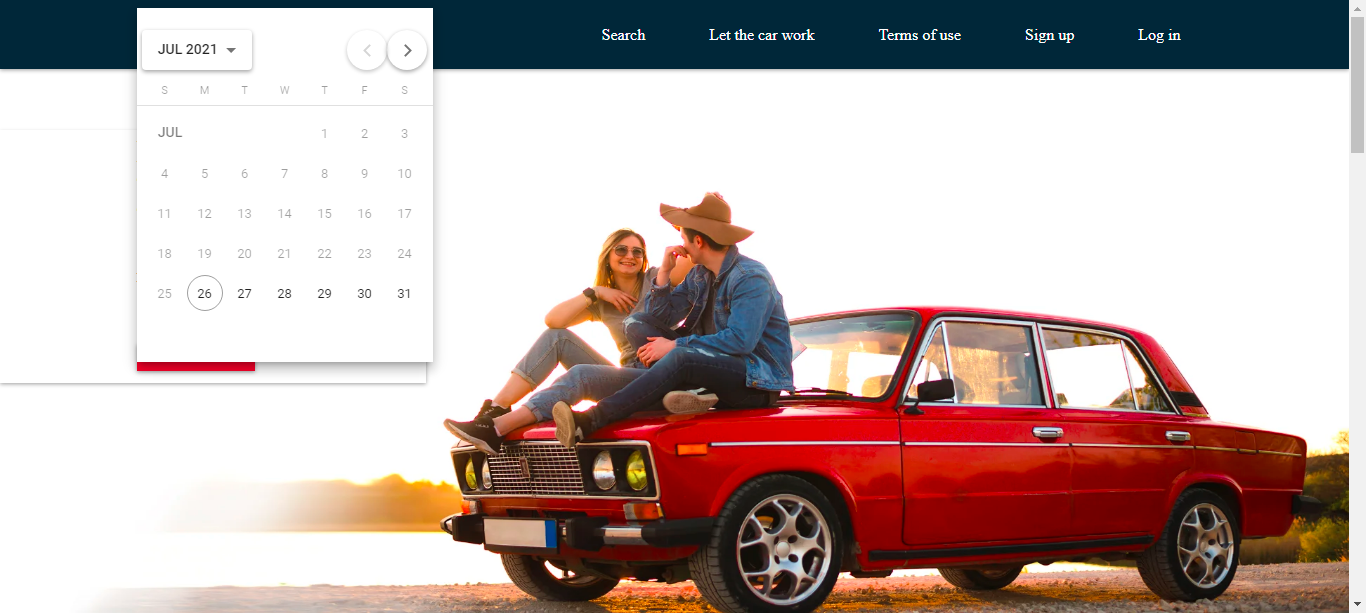 Search Let the car work Terms of use Sign up Log in
JUL 2021
S M T W T F S
JUL 1 2 3
4 5 6 7 8 9 10
11 12 13 14 15 16 17
18 19 20 21 22 23 24
25 26 27 28 29 30 31